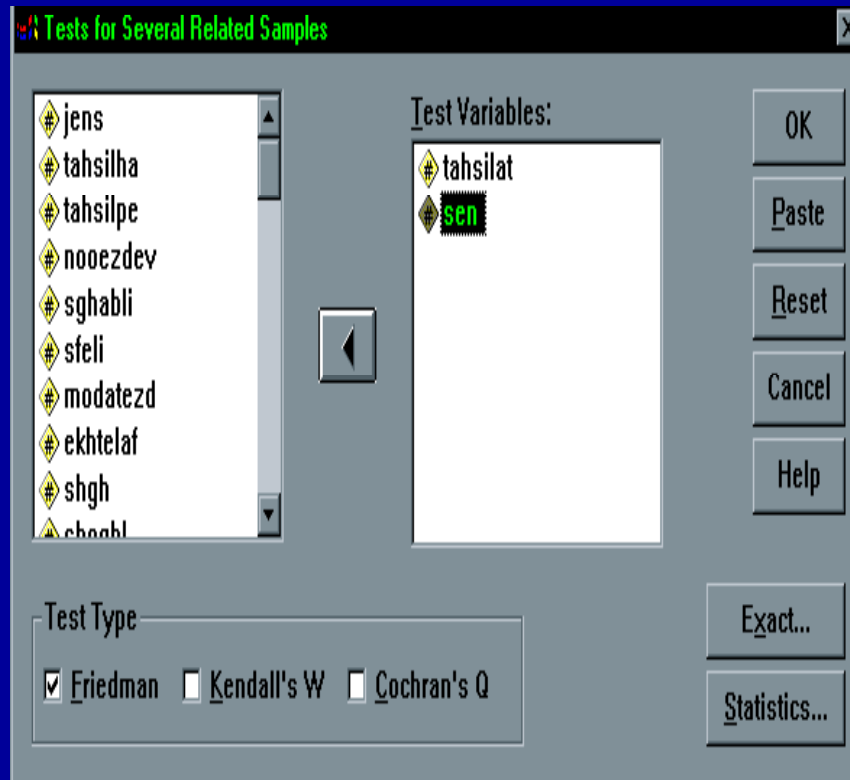 Tests for Several Related Samples
jens
tahsilha
tahsilpe
nooezdev
sghabli
sfeli
modatezd
ekhtelaf
shgh
Test Variables:
tahsilat
sen
OK
Paste
Reset
Cancel
Help
Test Type
Friedman Kendall's W Cochran's Q
Exact...
Statistics...